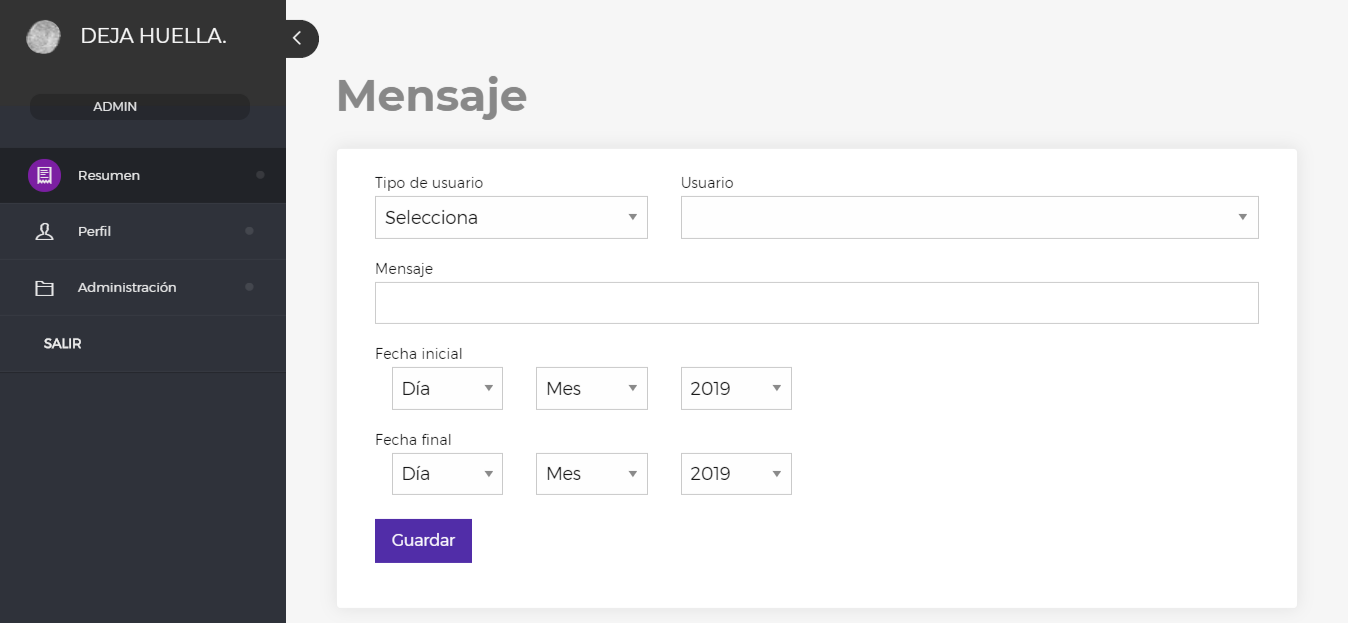 DEJA HUELLA.
ADMIN
Resumen
Perfil
Administración
SALIR
Mensaje
Tipo de usuario
Usuario
Selecciona
Mensaje
Fecha inicial
Día Mes 2019
Fecha final
Día Mes 2019
Guardar